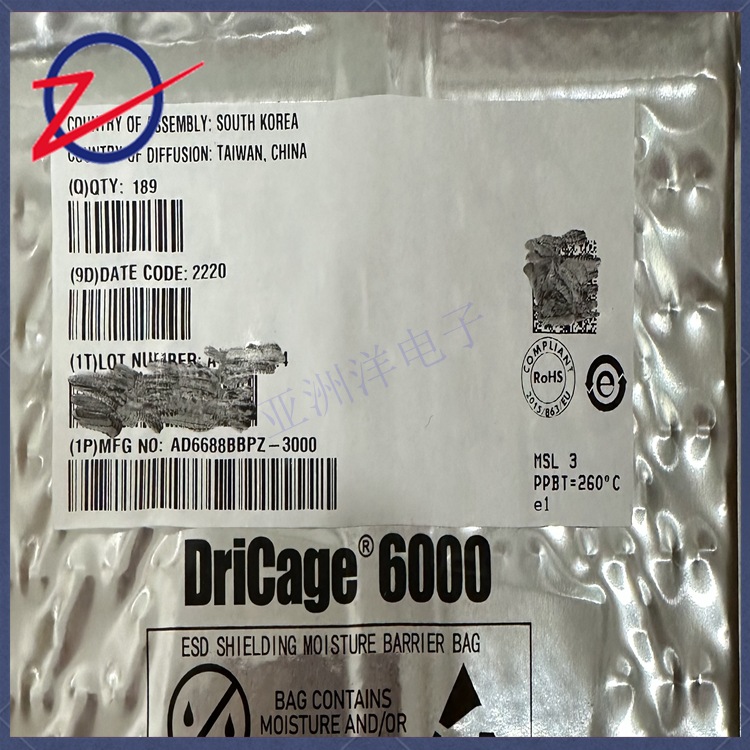 COUNTRY OF ASSEMBLY: SOUTH KOREA
COUNTRY OF DIFFUSION: TAIWAN, CHINA
(Q)QTY: 189
(9D)DATE CODE: 2220
(1T)LOT NUMBER: A
(1P)MFG NO: AD6688BBPZ-3000
COMPLIANT
RoHS
2015/863/EU
e
MSL 3
PPBT=260°C
e1
亚洲洋电子
DriCage® 6000
ESD SHIELDING MOISTURE BARRIER BAG
BAG CONTAINS
MOISTURE AND/OR